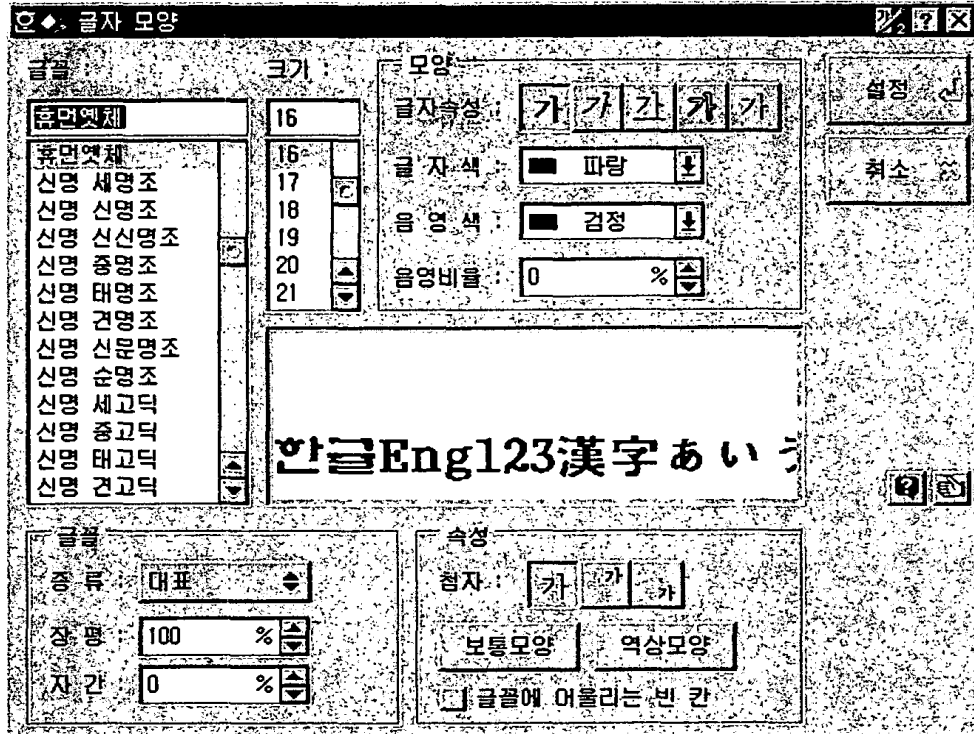 글자 모양
글꼴 :
휴먼옛체
휴먼옛체
신명 세명조
신명 신명조
신명 신신명조
신명 중명조
신명 태명조
신명 견명조
신명 신문명조
신명 순명조
신명 세고딕
신명 중고딕
신명 태고딕
신명 견고딕
크기 :
16
16
17
18
19
20
21
모양
글자속성 : 가 가 가 가 가
글 자 색 : 파랑
음 영 색 : 검정
음영비율 : 0 %
설정
취소
한글Eng123漢字あい
글꼴
종 류 : 대표
장 평 : 100 %
자 간 : 0 %
속성
첨자 : 가 가 가
보통모양 역상모양
글꼴에 어울리는 빈 칸